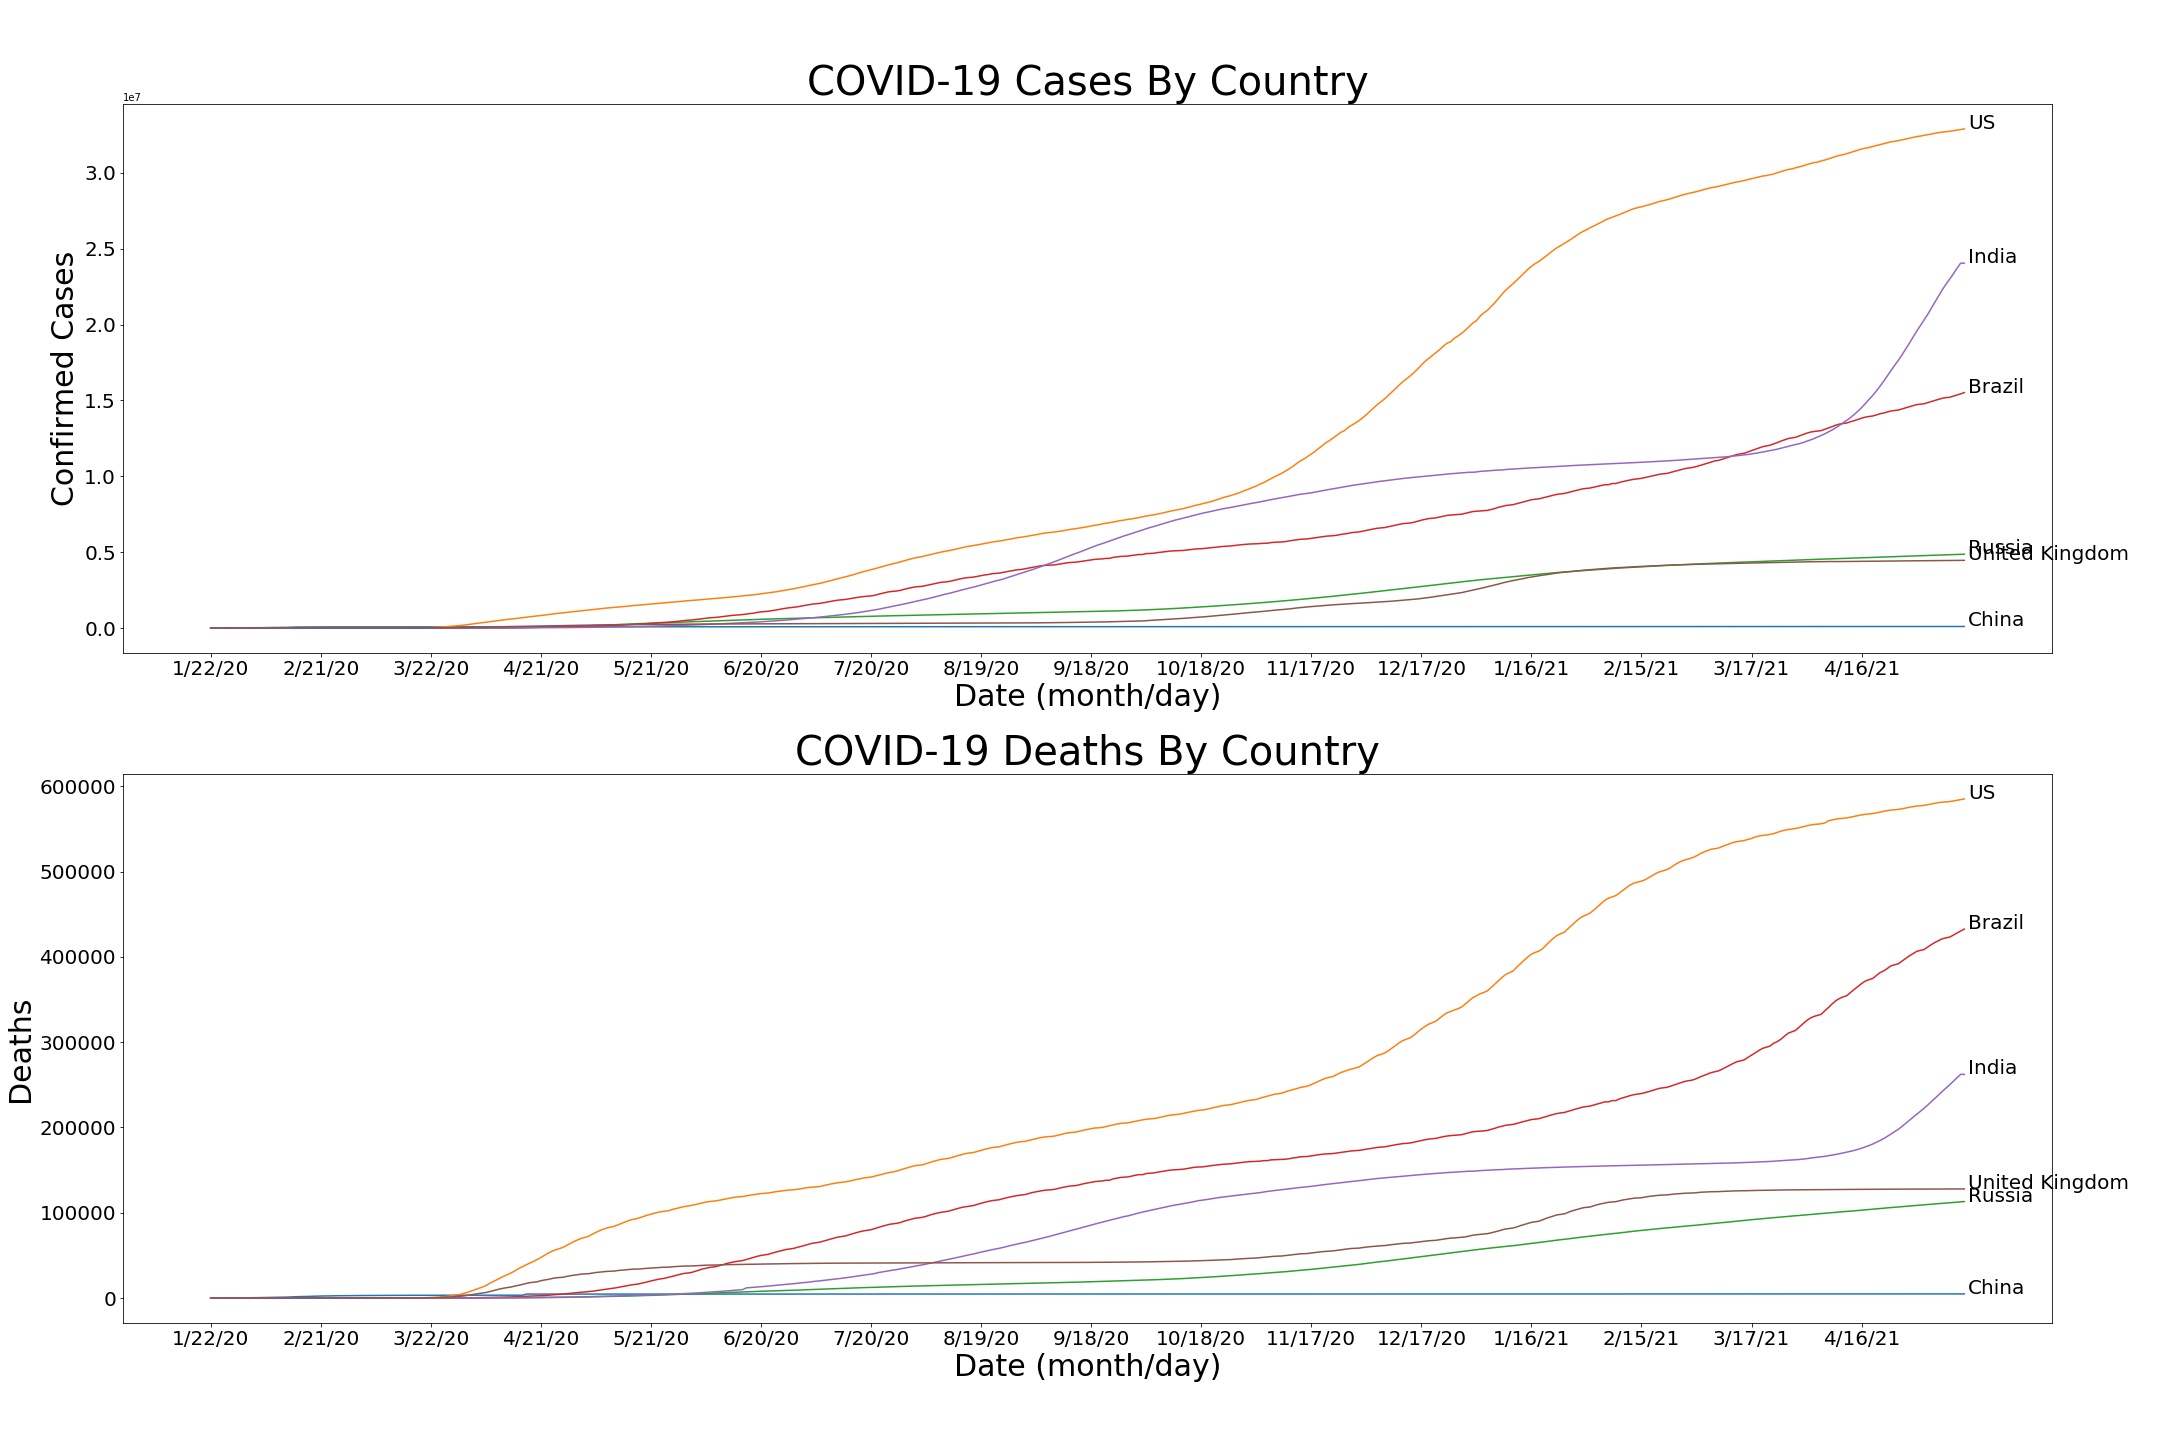 COVID-19 Cases By Country
1e7
US
3.0
2.5
India
2.0
Confirmed Cases
1.5
Brazil
1.0
0.5
Russia
United Kingdom
China
0.0
1/22/20 2/21/20 3/22/20 4/21/20 5/21/20 6/20/20 7/20/20 8/19/20 9/18/20 10/18/20 11/17/20 12/17/20 1/16/21 2/15/21 3/17/21 4/16/21
Date (month/day)
COVID-19 Deaths By Country
600000
US
500000
Brazil
400000
Deaths
300000
India
200000
United Kingdom
Russia
100000
China
0
1/22/20 2/21/20 3/22/20 4/21/20 5/21/20 6/20/20 7/20/20 8/19/20 9/18/20 10/18/20 11/17/20 12/17/20 1/16/21 2/15/21 3/17/21 4/16/21
Date (month/day)